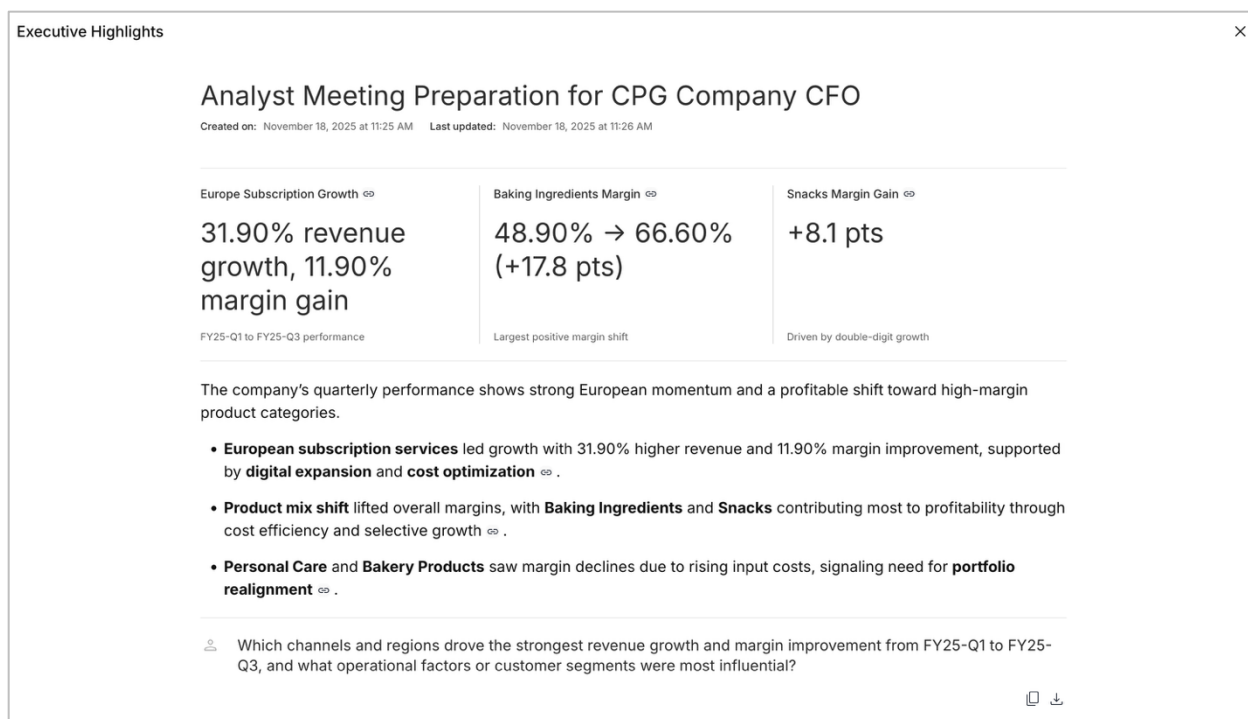 Executive Highlights
Analyst Meeting Preparation for CPG Company CFO
Created on: November 18, 2025 at 11:25 AM Last updated: November 18, 2025 at 11:26 AM
Europe Subscription Growth
31.90% revenue
growth, 11.90%
margin gain
FY25-Q1 to FY25-Q3 performance
Baking Ingredients Margin
48.90% → 66.60%
(+17.8 pts)
Largest positive margin shift
Snacks Margin Gain
+8.1 pts
Driven by double-digit growth
The company's quarterly performance shows strong European momentum and a profitable shift toward high-margin
product categories.
• European subscription services led growth with 31.90% higher revenue and 11.90% margin improvement, supported
by digital expansion and cost optimization .
• Product mix shift lifted overall margins, with Baking Ingredients and Snacks contributing most to profitability through
cost efficiency and selective growth .
• Personal Care and Bakery Products saw margin declines due to rising input costs, signaling need for portfolio
realignment .
Which channels and regions drove the strongest revenue growth and margin improvement from FY25-Q1 to FY25-
Q3, and what operational factors or customer segments were most influential?